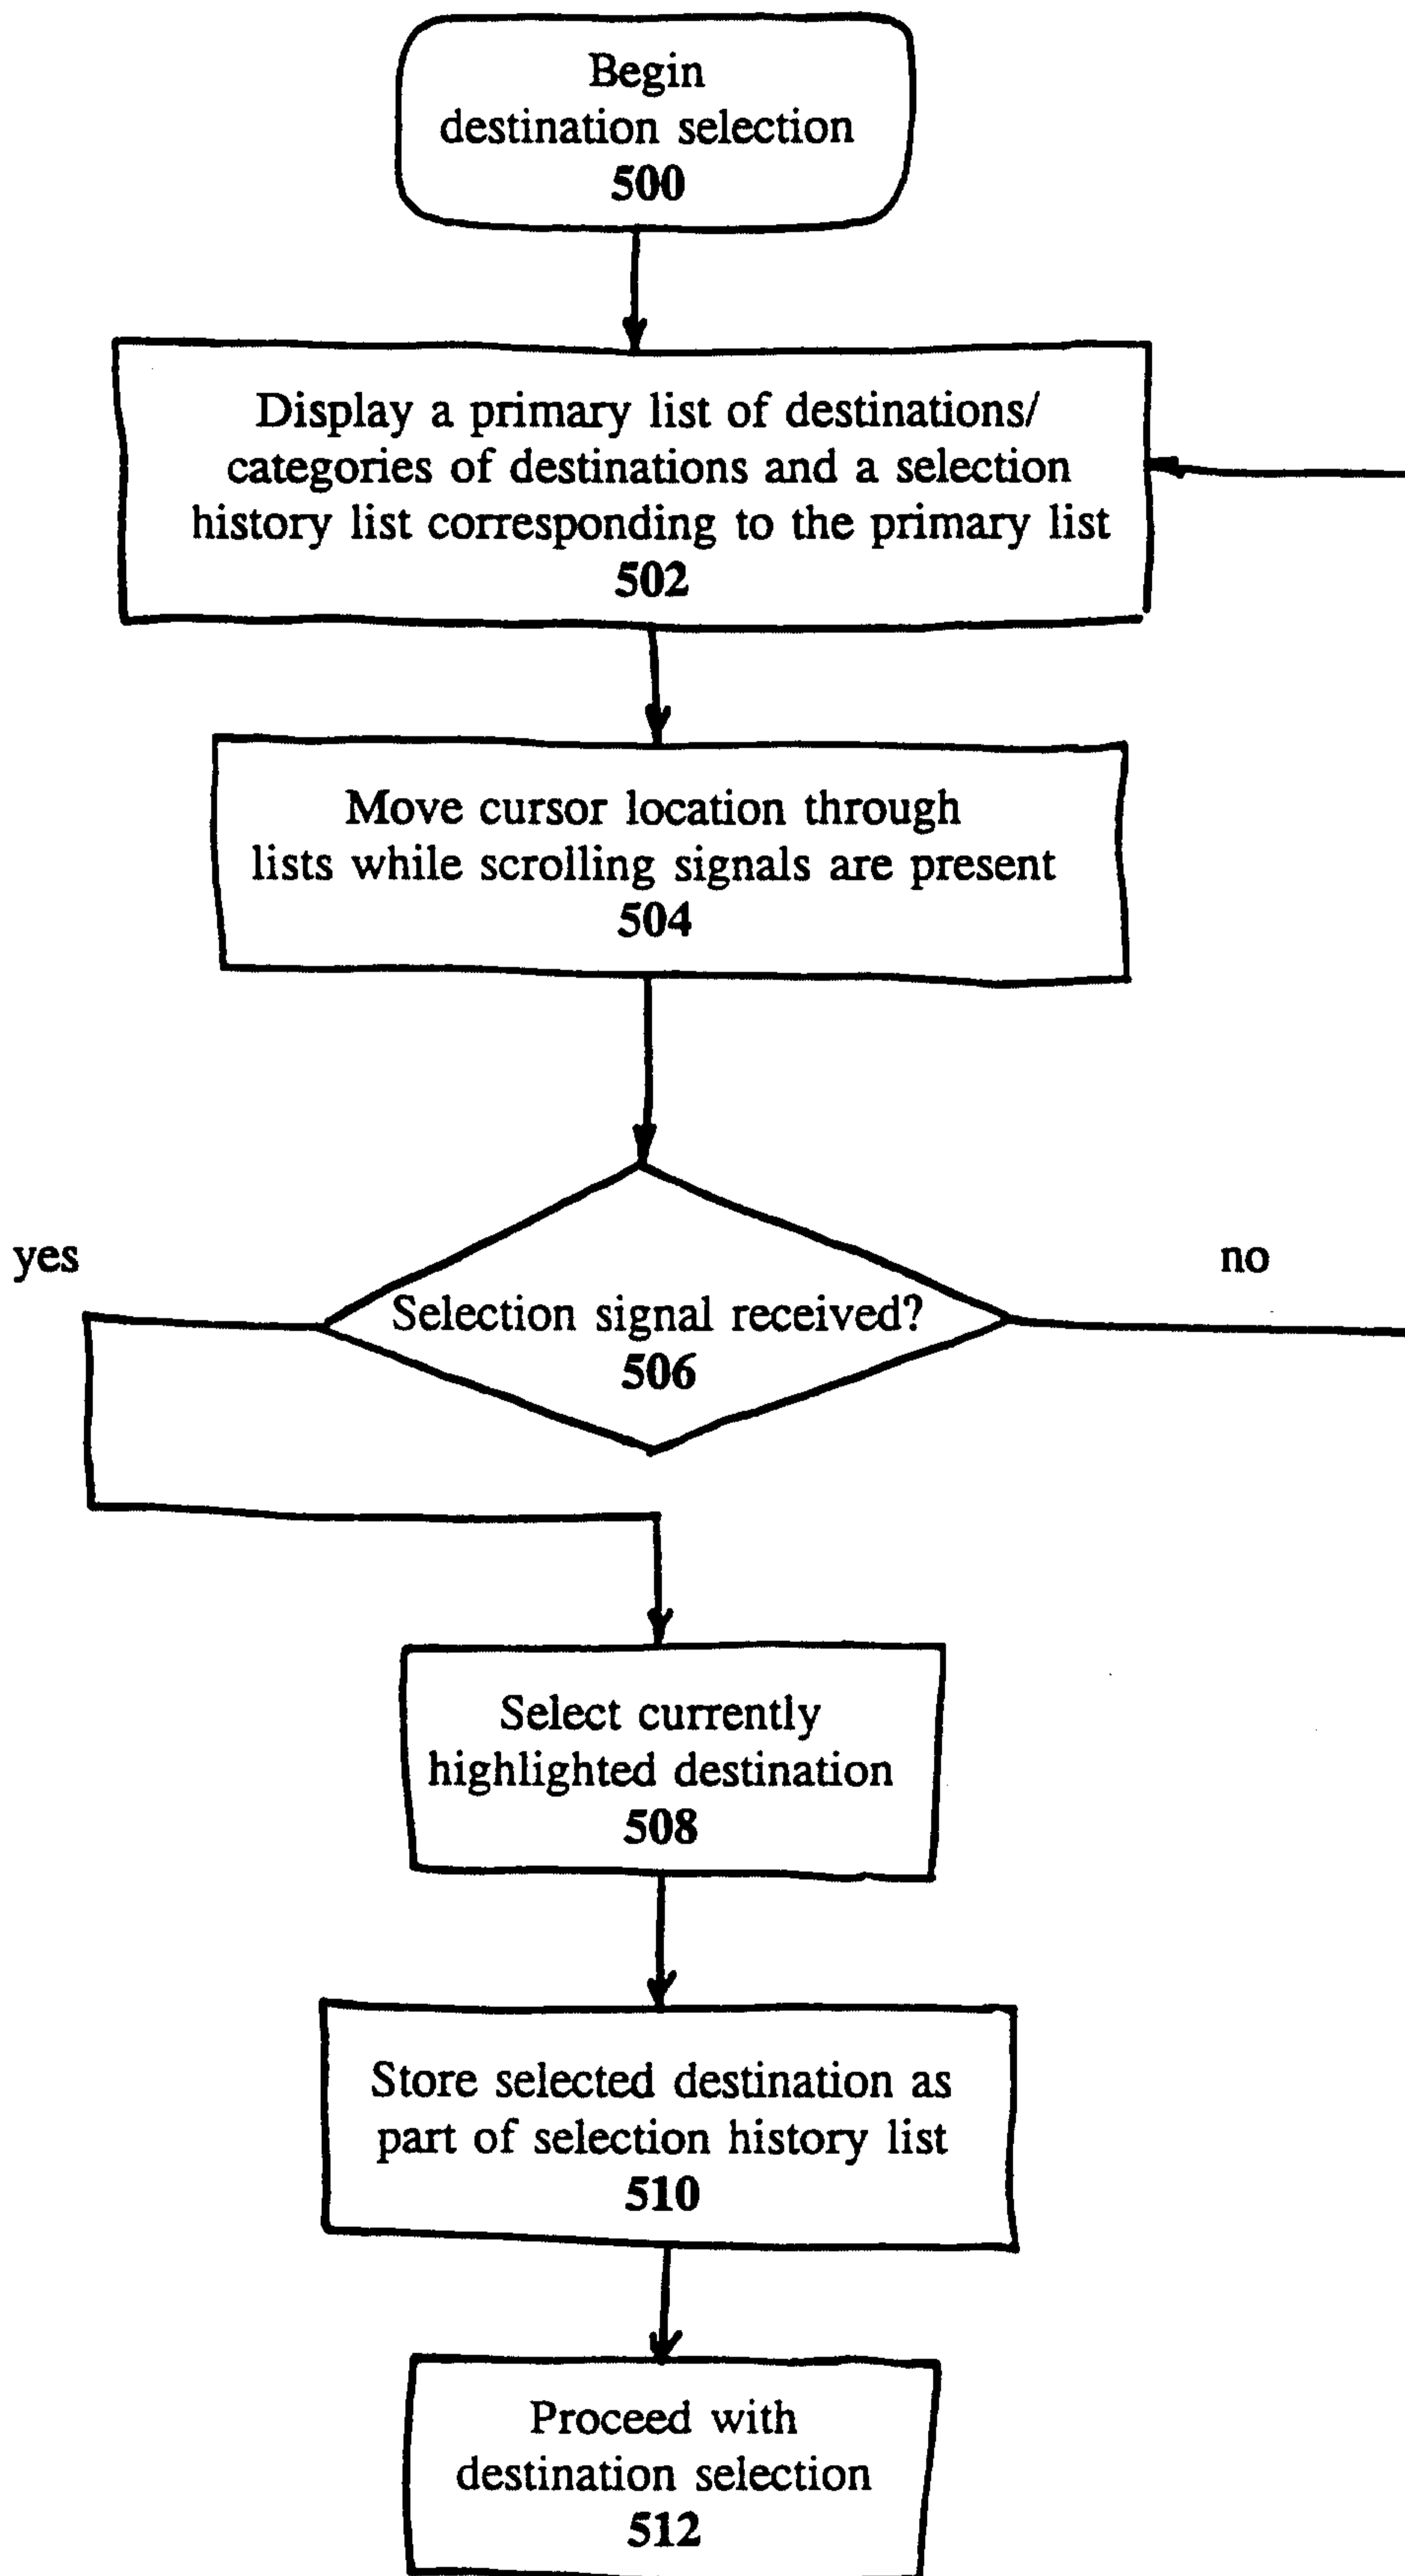 Begin
destination selection
500
Display a primary list of destinations/
categories of destinations and a selection
history list corresponding to the primary list
502
Move cursor location through
lists while scrolling signals are present
504
yes
no
Selection signal received?
506
Select currently
highlighted destination
508
Store selected destination as
part of selection history list
510
Proceed with
destination selection
512